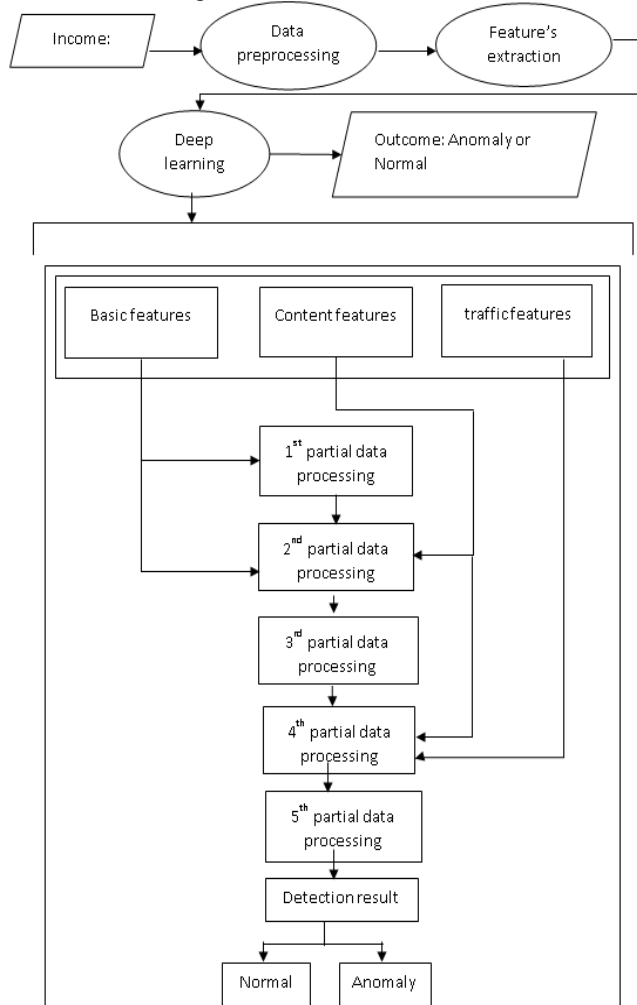 Income:
Data
preprocessing
Feature's
extraction
Deep
learning
Outcome: Anomaly or
Normal
Basic features
Content features
traffic features
1st partial data
processing
2nd partial data
processing
3rd partial data
processing
4th partial data
processing
5th partial data
processing
Detection result
Normal
Anomaly